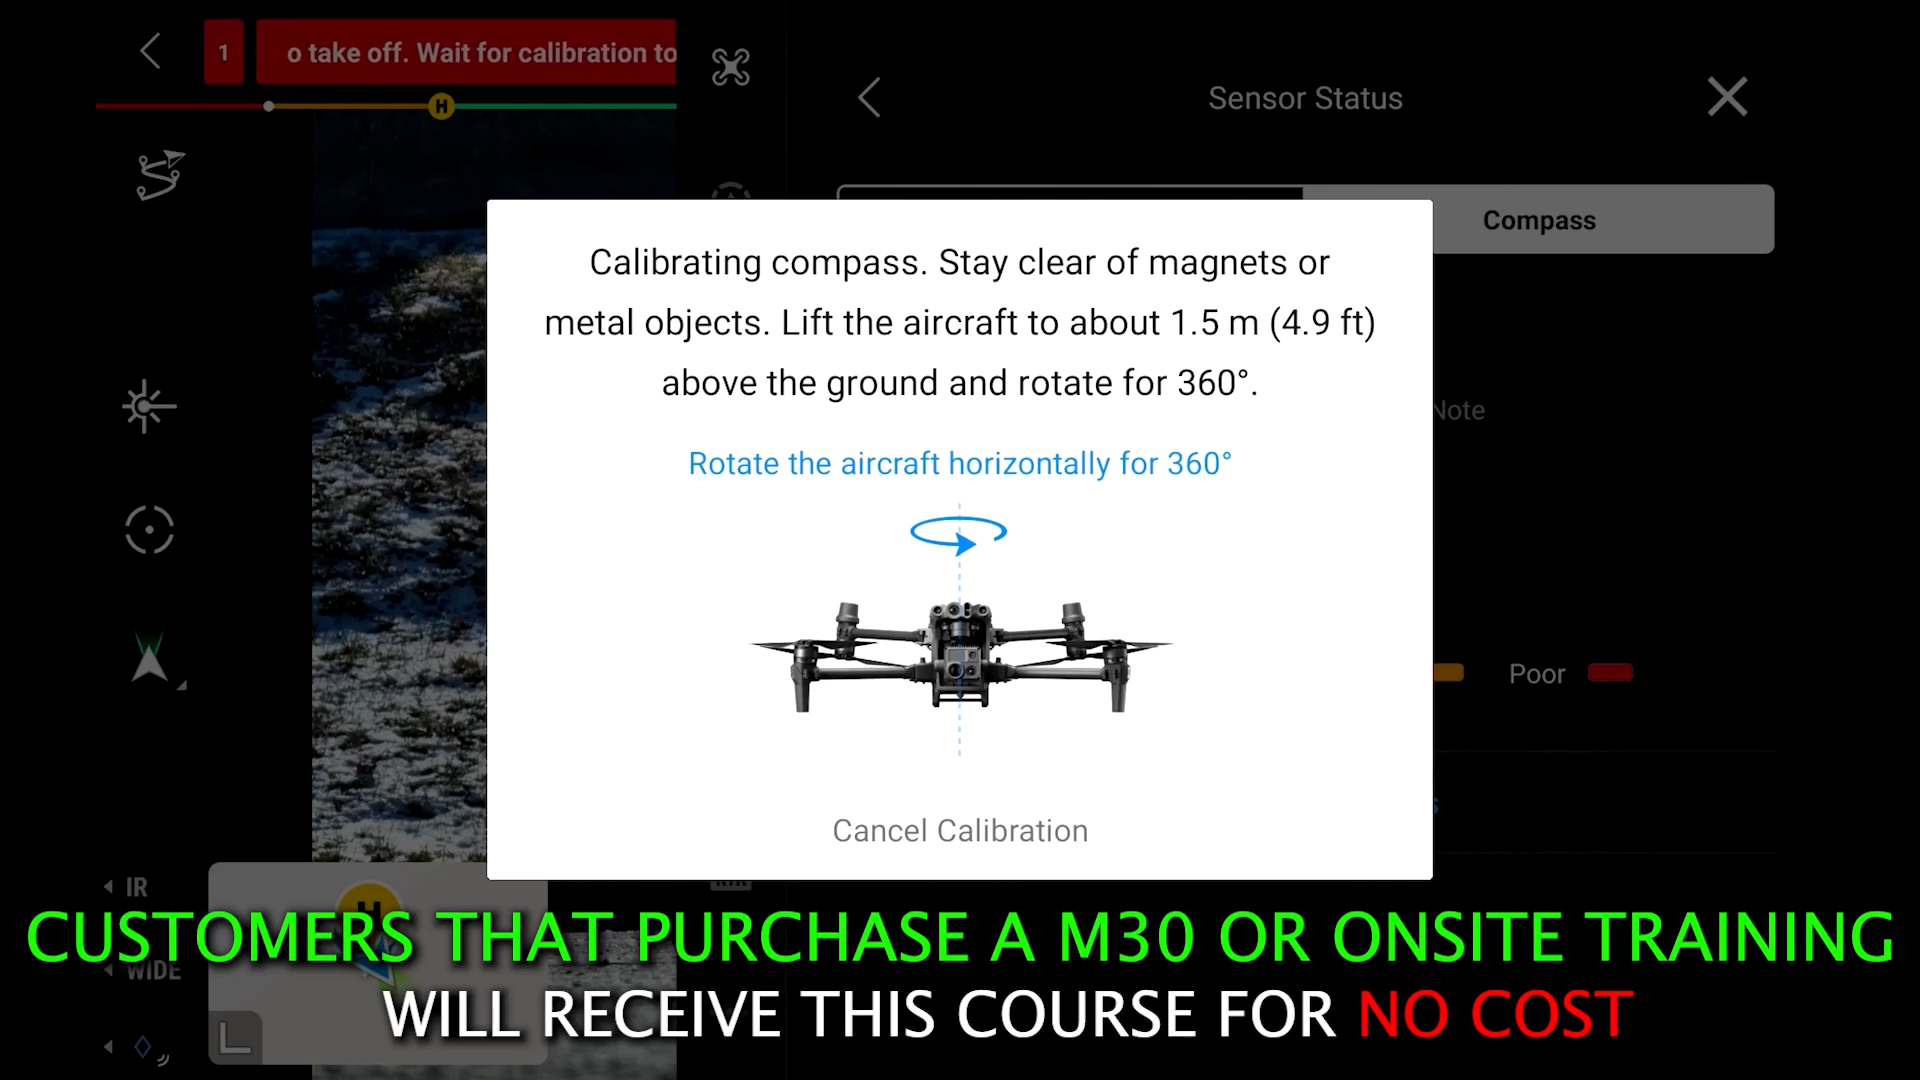 1
o take off. Wait for calibration to
H
Sensor Status
Compass
Calibrating compass. Stay clear of magnets or
metal objects. Lift the aircraft to about 1.5 m (4.9 ft)
above the ground and rotate for 360°.
Note
Rotate the aircraft horizontally for 360°
Poor
Cancel Calibration
IR
CUSTOMERS THAT PURCHASE A M30 OR ONSITE TRAINING
WIDE
WILL RECEIVE THIS COURSE FOR NO COST